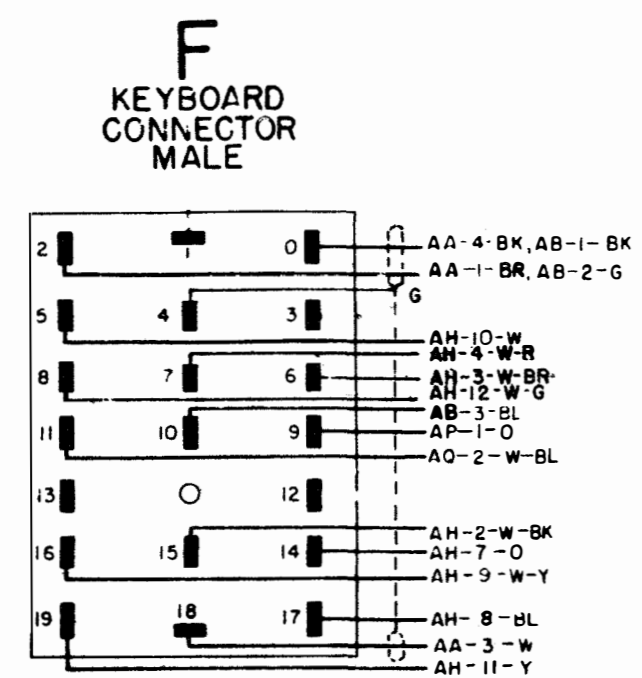 F
KEYBOARD
CONNECTOR
MALE
2 0 AA-4-BK, AB-1-BK
AA-1-BR, AB-2-G
G
5 4 3
AH-10-W
AH-4-W-R
8 7 6 AH-3-W-BR
AH-12-W-G
AB-3-BL
11 10 9 AP-1-O
AQ-2-W-BL
13 12
AH-2-W-BK
16 15 14 AH-7-O
AH-9-W-Y
19 18 17 AH-8-BL
AA-3-W
AH-11-Y